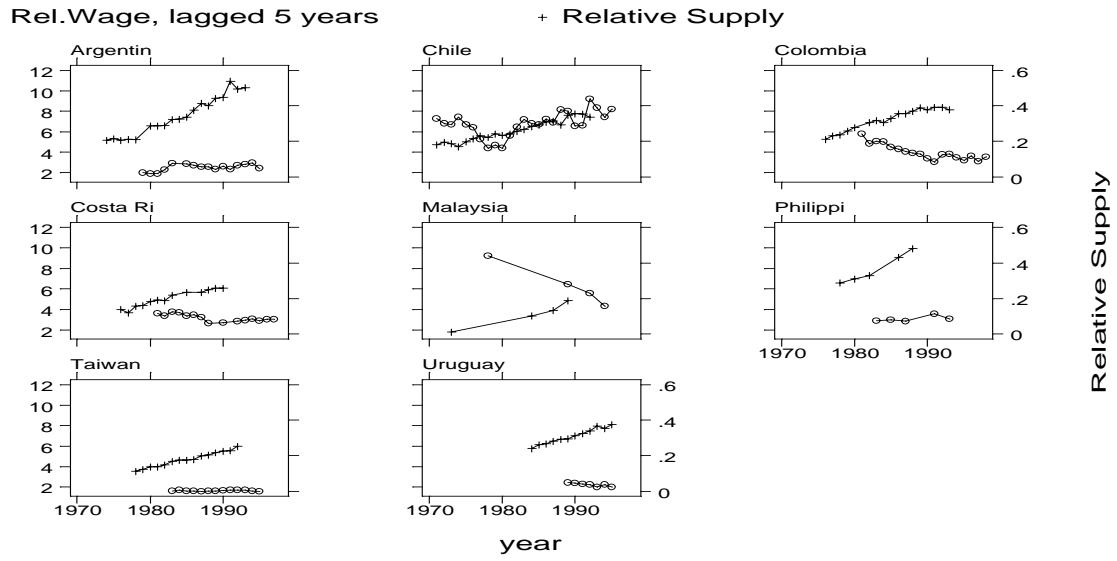 Rel.Wage, lagged 5 years + Relative Supply
Argentin Chile Colombia
12 .6
10
8 .4
6
4 .2
2 0
Costa Ri Malaysia Philippi
12 .6
10
8 .4
6
4 .2
2 0
1970 1980 1990
Taiwan Uruguay
12 .6
10
8 .4
6
4 .2
2 0
1970 1980 1990 1970 1980 1990
year
Relative Supply